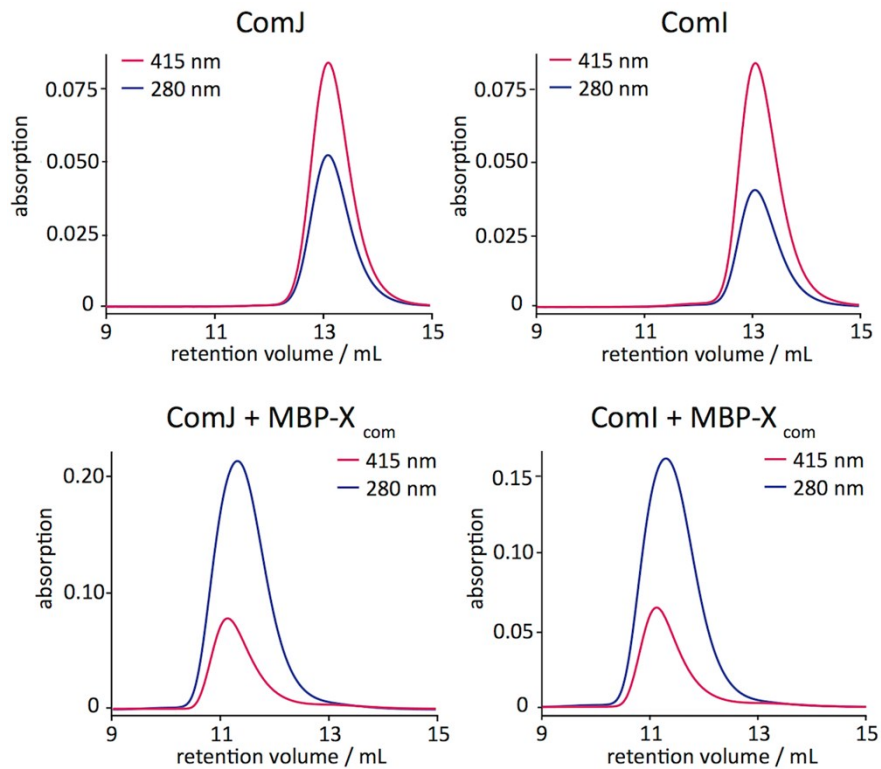 ComJ
415 nm
280 nm
0.075
0.050
0.025
0
absorption
9 11 13 15
retention volume / mL
ComI
415 nm
280 nm
0.075
0.050
0.025
0
absorption
9 11 13 15
retention volume / mL
ComJ + MBP-X com
415 nm
280 nm
0.20
0.10
0
absorption
9 11 13 15
retention volume / mL
ComI + MBP-X com
415 nm
280 nm
0.15
0.10
0.05
0
absorption
9 11 13 15
retention volume / mL